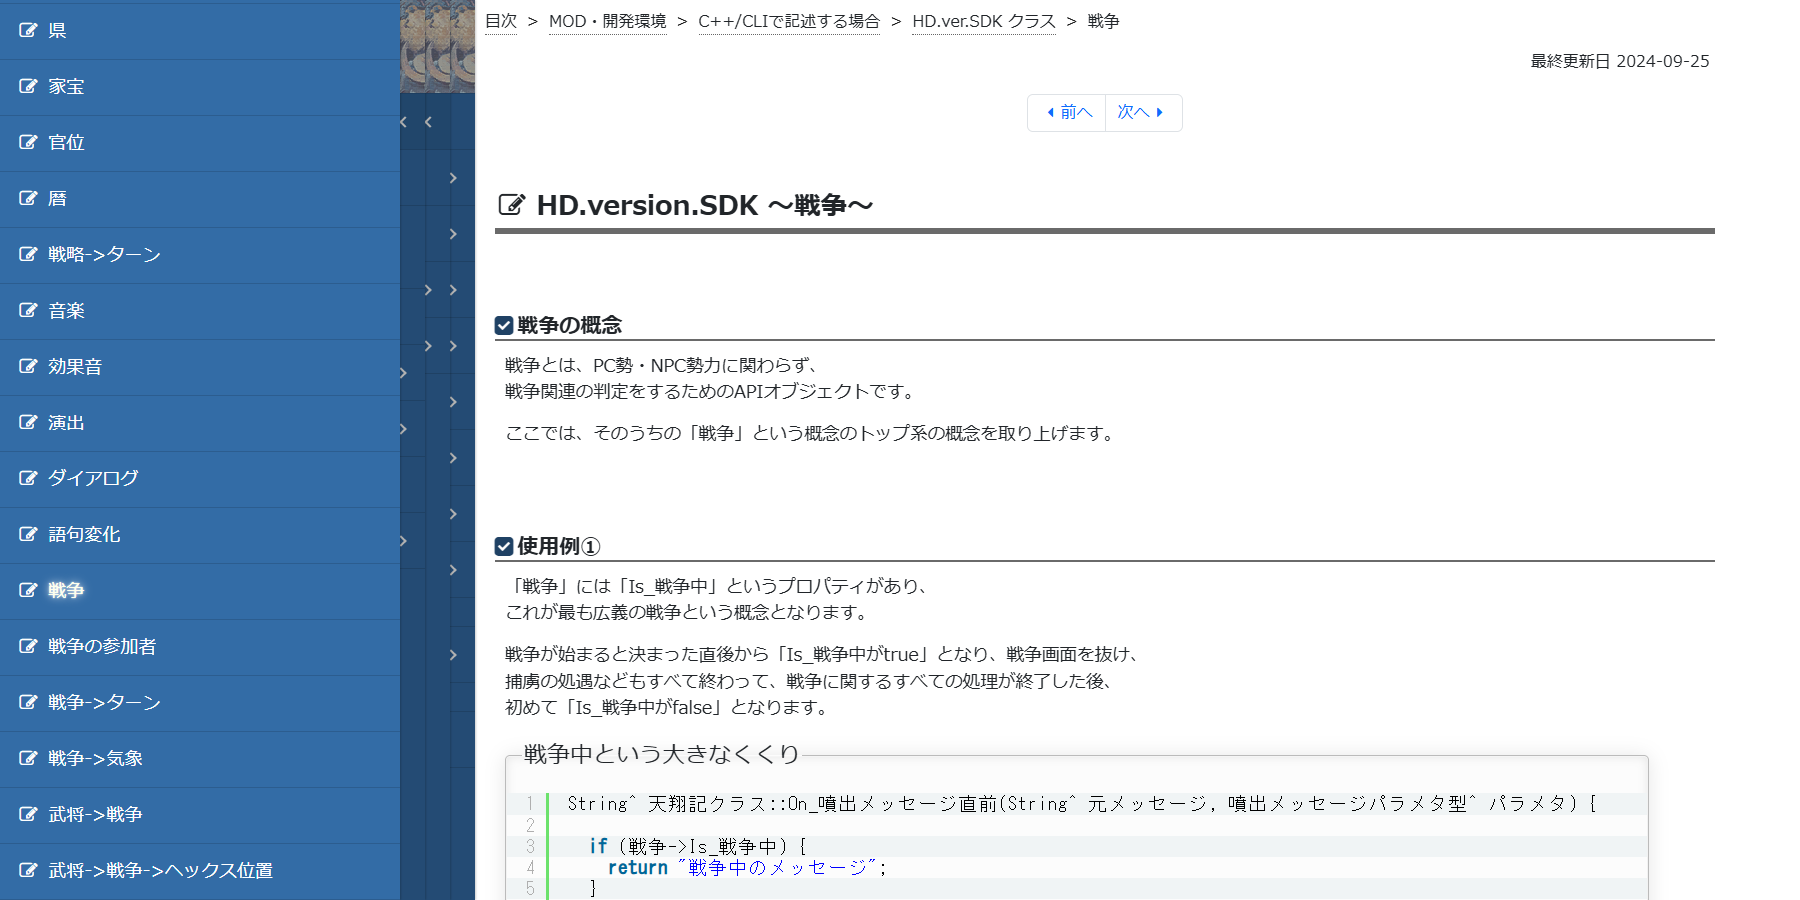 県
家宝
官位
暦
戦略->ターン
音楽
効果音
演出
ダイアログ
語句変化
戦争
戦争の参加者
戦争->ターン
戦争->気象
武将->戦争
武将->戦争->ヘックス位置
目次 > MOD・開発環境 > C++/CLIで記述する場合 > HD.ver.SDK クラス > 戦争
最終更新日 2024-09-25
前へ 次へ
HD.version.SDK ～戦争～
戦争の概念
戦争とは、PC勢・NPC勢力に関わらず、
戦争関連の判定をするためのAPIオブジェクトです。
ここでは、そのうちの「戦争」という概念のトップ系の概念を取り上げます。
使用例①
「戦争」には「Is_戦争中」というプロパティがあり、
これが最も広義の戦争という概念となります。
戦争が始まると決まった直後から「Is_戦争中がtrue」となり、戦争画面を抜け、
捕虜の処遇などもすべて終わって、戦争に関するすべての処理が終了した後、
初めて「Is_戦争中がfalse」となります。
戦争中という大きなくくり
1 String^ 天翔記クラス::On_噴出メッセージ直前(String^ 元メッセージ, 噴出メッセージパラメタ型^ パラメタ) {
2
3 if (戦争->Is_戦争中) {
4 return "戦争中のメッセージ";
5 }